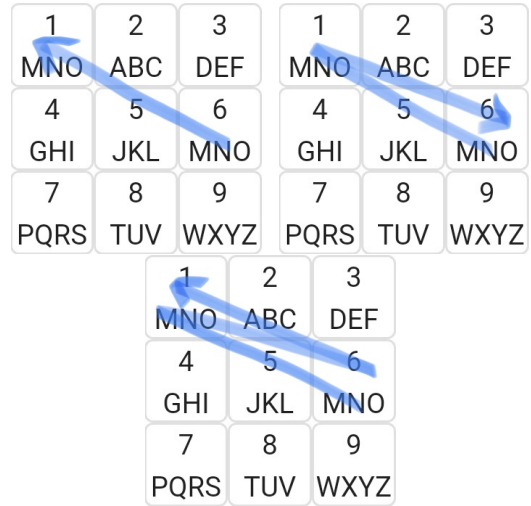 1 2 3 1 2 3
MNO ABC DEF MNO ABC DEF
4 5 6 4 5 6
GHI JKL MNO GHI JKL MNO
7 8 9 7 8 9
PQRS TUV WXYZ PQRS TUV WXYZ
1 2 3
MNO ABC DEF
4 5 6
GHI JKL MNO
7 8 9
PQRS TUV WXYZ